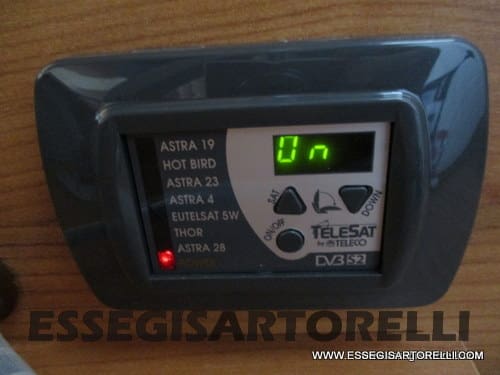 ASTRA 19
HOT BIRD
ASTRA 23
ASTRA 4
EUTELSAT 5W
THOR
ASTRA 28
POWER
On
SAT
DOWN
ON/OFF
TELESAT
by TELECO
DVB S2
ESSEGISARTORELLI
WWW.ESSEGISARTORELLI.COM